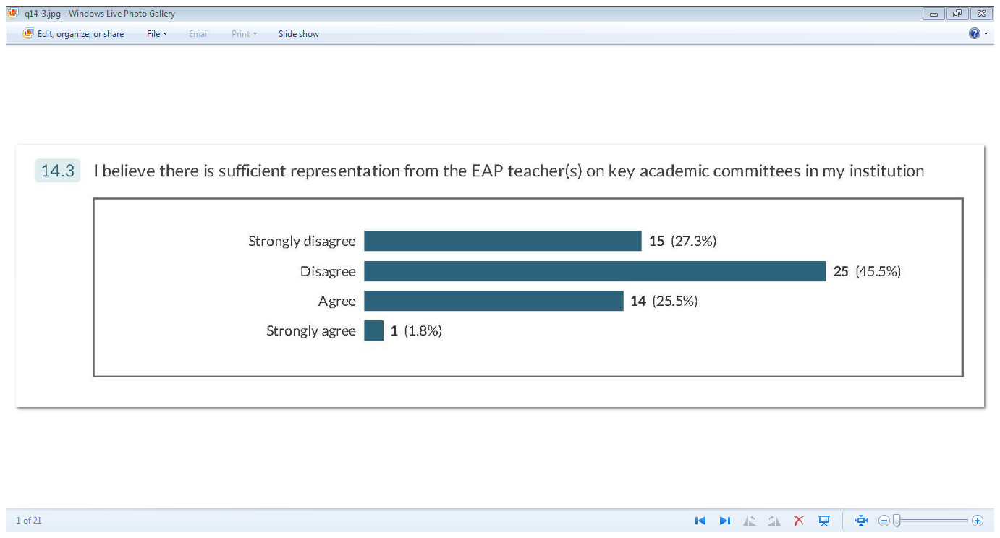 q14-3.jpg - Windows Live Photo Gallery
Edit, organize, or share File Email Print Slide show
14.3 I believe there is sufficient representation from the EAP teacher(s) on key academic committees in my institution
Strongly disagree 15 (27.3%)
Disagree 25 (45.5%)
Agree 14 (25.5%)
Strongly agree 1 (1.8%)
1 of 21